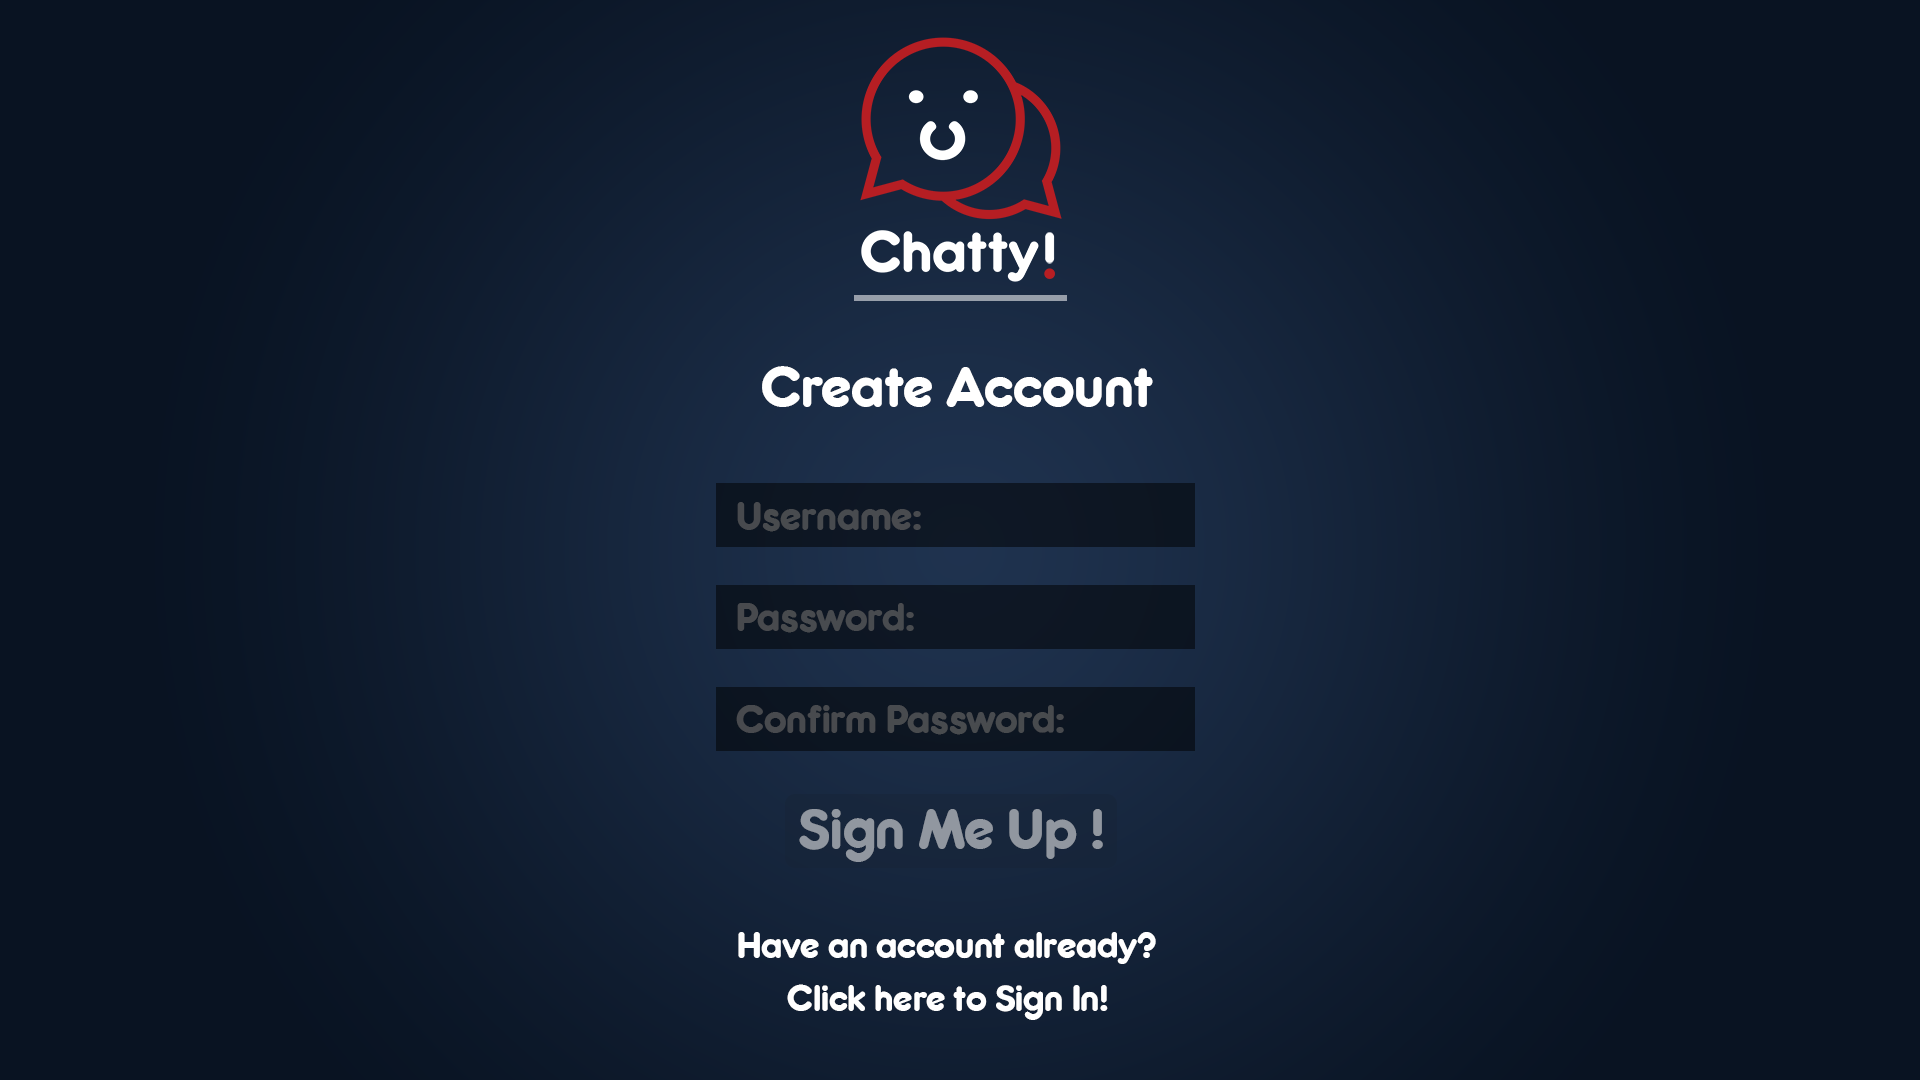 Chatty!
Create Account
Username:
Password:
Confirm Password:
Sign Me Up !
Have an account already?
Click here to Sign In!